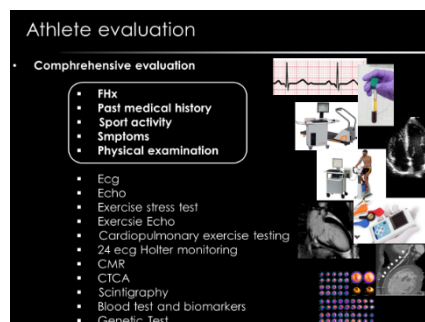 Athlete evaluation
• Comphrehensive evaluation
▪ FHx
▪ Past medical history
▪ Sport activity
▪ Smptoms
▪ Physical examination
▪ Ecg
▪ Echo
▪ Exercise stress test
▪ Exercsie Echo
▪ Cardiopulmonary exercise testing
▪ 24 ecg Holter monitoring
▪ CMR
▪ CTCA
▪ Scintigraphy
▪ Blood test and biomarkers
▪ Genetic Test